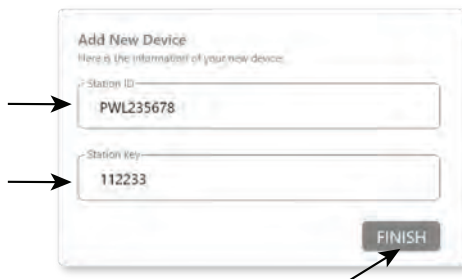 Add New Device
Here is the information of your new device:
Station ID
PWL235678
Station Key
112233
FINISH